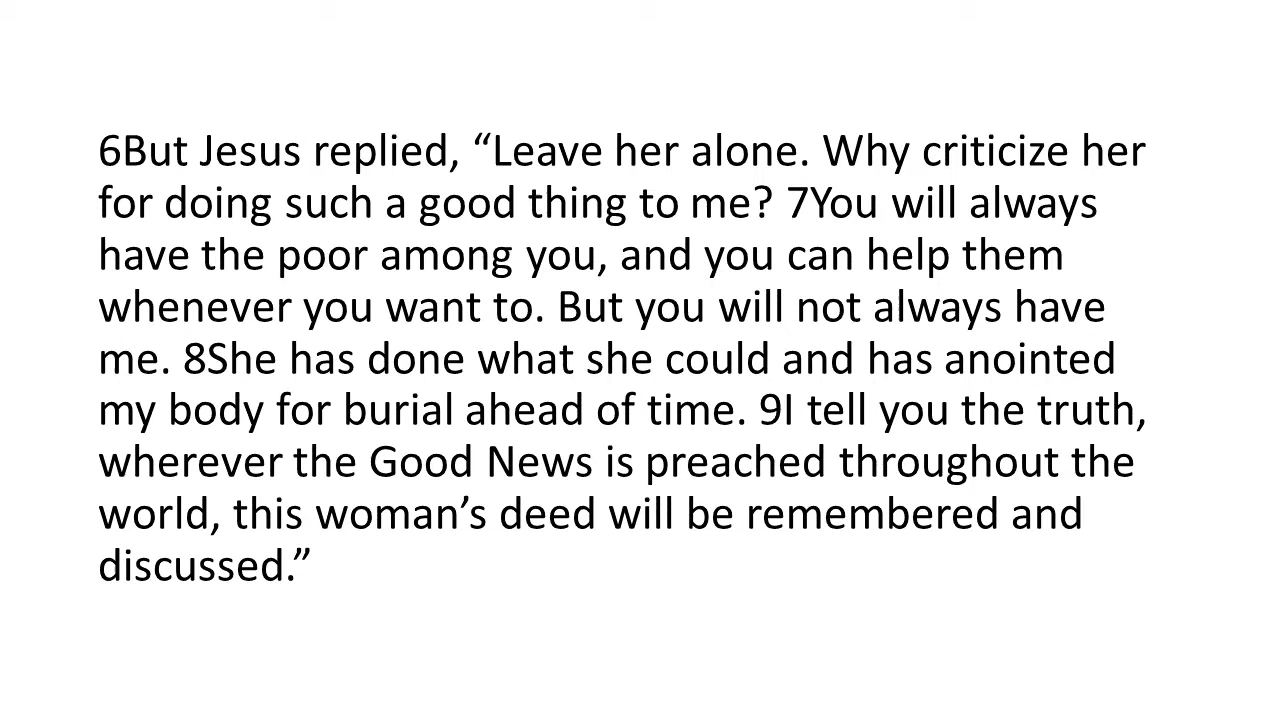 6But Jesus replied, “Leave her alone. Why criticize her
for doing such a good thing to me? 7You will always
have the poor among you, and you can help them
whenever you want to. But you will not always have
me. 8She has done what she could and has anointed
my body for burial ahead of time. 9I tell you the truth,
wherever the Good News is preached throughout the
world, this woman’s deed will be remembered and
discussed.”